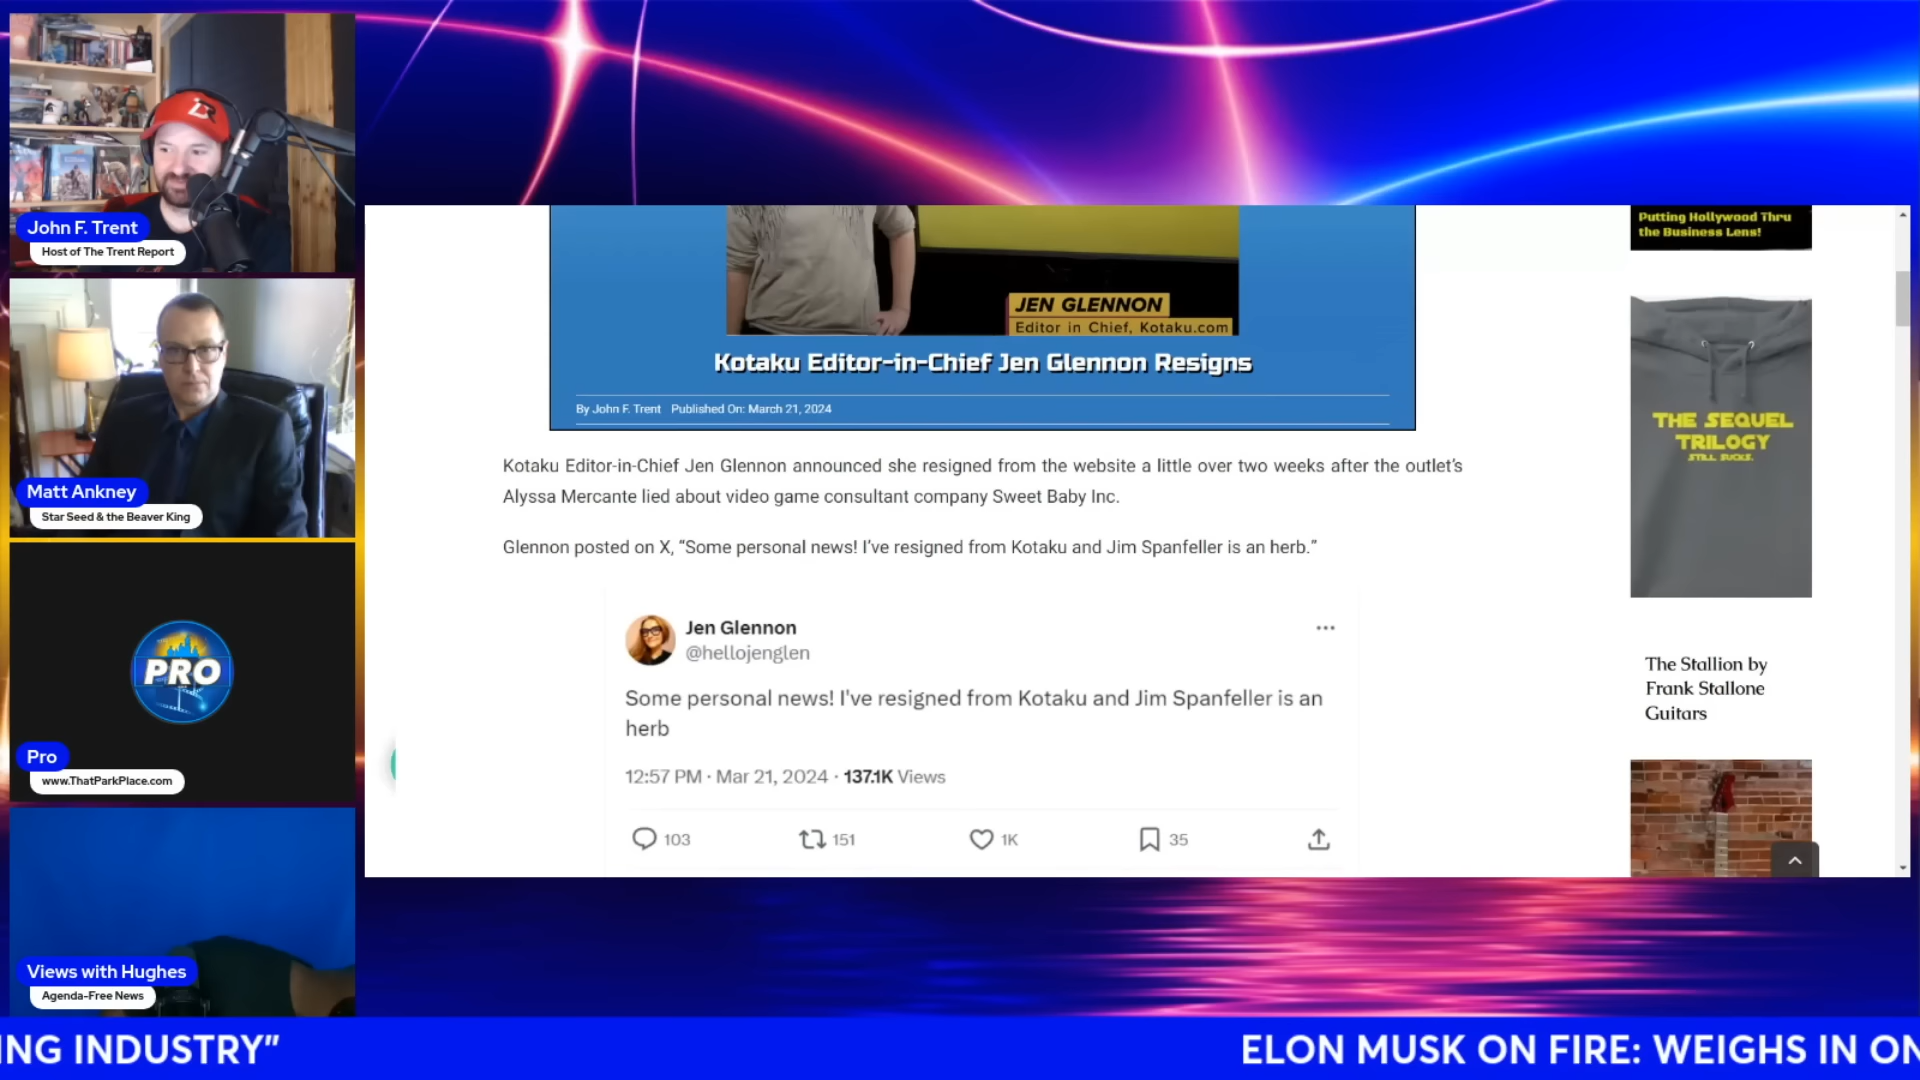 John F. Trent
Host of The Trent Report
Matt Ankney
Star Seed & the Beaver King
PRO
Pro
www.ThatParkPlace.com
Views with Hughes
Agenda-Free News
JEN GLENNON
Editor in Chief, Kotaku.com
Kotaku Editor-in-Chief Jen Glennon Resigns
By John F. Trent Published On: March 21, 2024
Kotaku Editor-in-Chief Jen Glennon announced she resigned from the website a little over two weeks after the outlet’s
Alyssa Mercante lied about video game consultant company Sweet Baby Inc.
Glennon posted on X, “Some personal news! I’ve resigned from Kotaku and Jim Spanfeller is an herb.”
Jen Glennon
@hellojenglen
Some personal news! I've resigned from Kotaku and Jim Spanfeller is an
herb
12:57 PM · Mar 21, 2024 · 137.1K Views
103 151 1K 35
Putting Hollywood Thru
the Business Lens!
THE SEQUEL
TRILOGY
STILL SUCKS.
The Stallion by
Frank Stallone
Guitars
ING INDUSTRY” ELON MUSK ON FIRE: WEIGHS IN ON